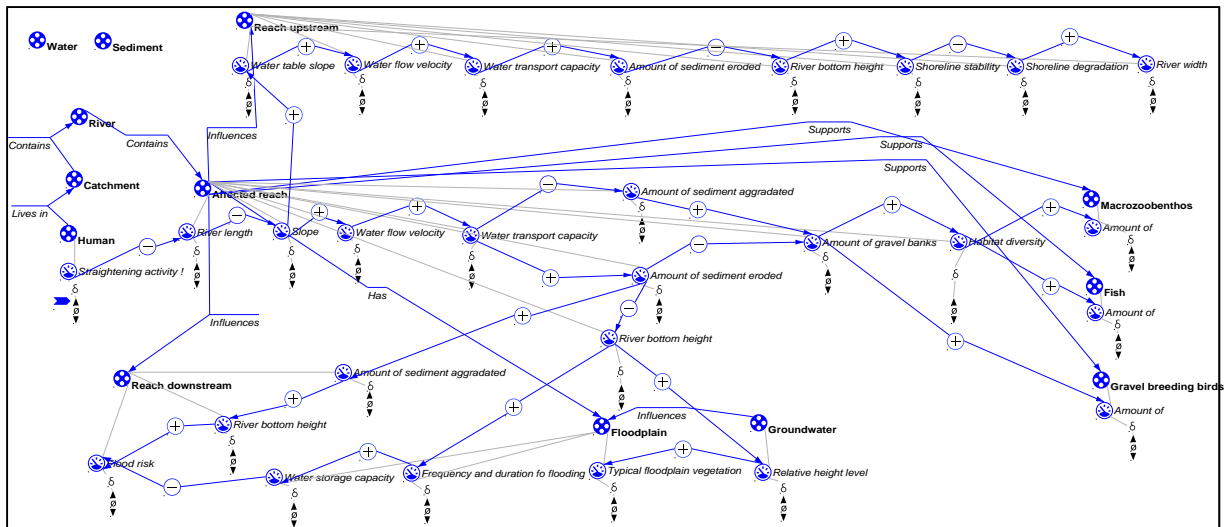 Reach upstream
Water
Sediment
Water table slope
Water flow velocity
Water transport capacity
Amount of sediment eroded
River bottom height
Shoreline stability
Shoreline degradation
River width
River
Contains
Contains
Influences
Supports
Supports
Supports
Catchment
Affected reach
Amount of sediment aggradated
Macrozoobenthos
Lives in
Human
River length
Slope
Water flow velocity
Water transport capacity
Amount of gravel banks
Habitat diversity
Amount of
Straightening activity !
Amount of sediment eroded
Has
Fish
Amount of
Influences
River bottom height
Reach downstream
Amount of sediment aggradated
Gravel breeding birds
Amount of
River bottom height
Influences
Floodplain
Groundwater
Flood risk
Water storage capacity
Frequency and duration fo flooding
Typical floodplain vegetation
Relative height level